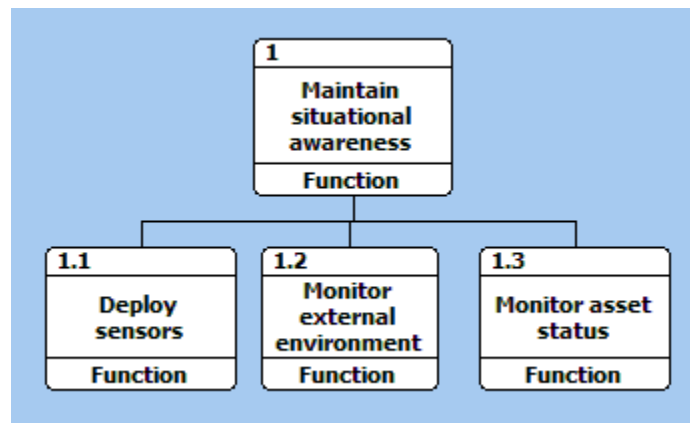 1
Maintain
situational
awareness
Function
1.1
Deploy
sensors
Function
1.2
Monitor
external
environment
Function
1.3
Monitor asset
status
Function